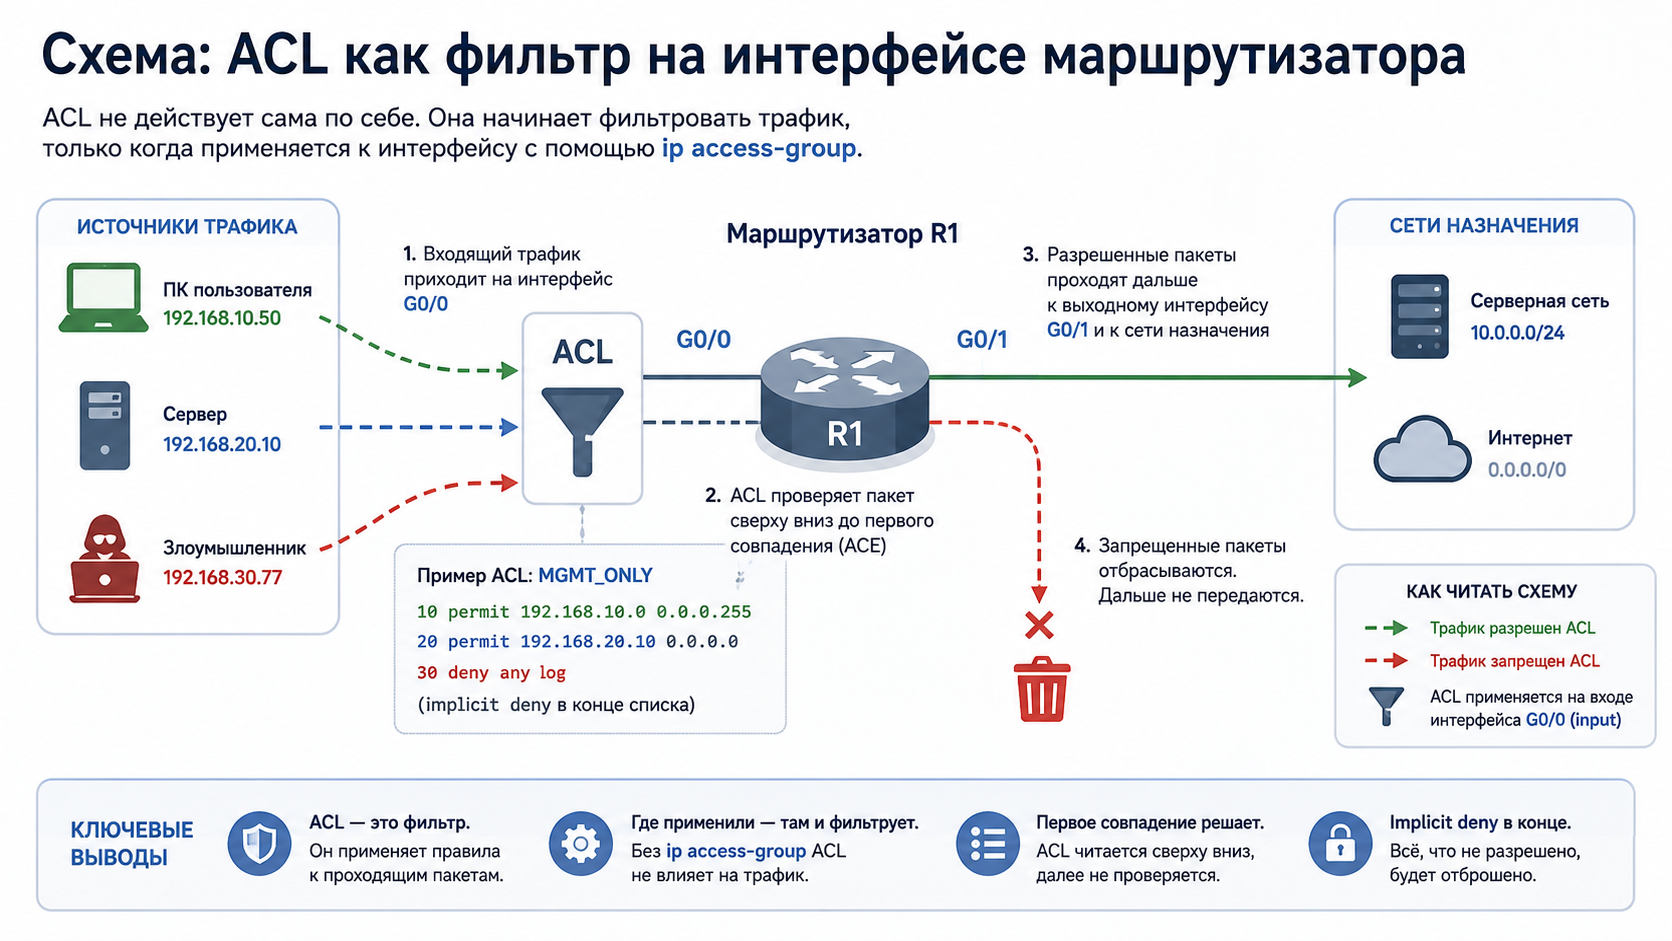 Схема: ACL как фильтр на интерфейсе маршрутизатора
ACL не действует сама по себе. Она начинает фильтровать трафик,
только когда применяется к интерфейсу с помощью ip access-group.
ИСТОЧНИКИ ТРАФИКА
ПК пользователя
192.168.10.50
Сервер
192.168.20.10
Злоумышленник
192.168.30.77
1. Входящий трафик
приходит на интерфейс
G0/0
ACL
Маршрутизатор R1
G0/0
G0/1
R1
2. ACL проверяет пакет
сверху вниз до первого
совпадения (ACE)
3. Разрешенные пакеты
проходят дальше
к выходному интерфейсу
G0/1 и к сети назначения
4. Запрещенные пакеты
отбрасываются.
Дальше не передаются.
Пример ACL: MGMT_ONLY
10 permit 192.168.10.0 0.0.0.255
20 permit 192.168.20.10 0.0.0.0
30 deny any log
(implicit deny в конце списка)
СЕТИ НАЗНАЧЕНИЯ
Серверная сеть
10.0.0.0/24
Интернет
0.0.0.0/0
КАК ЧИТАТЬ СХЕМУ
Трафик разрешен ACL
Трафик запрещен ACL
ACL применяется на входе
интерфейса G0/0 (input)
КЛЮЧЕВЫЕ
ВЫВОДЫ
ACL — это фильтр.
Он применяет правила
к проходящим пакетам.
Где применили — там и фильтрует.
Без ip access-group ACL
не влияет на трафик.
Первое совпадение решает.
ACL читается сверху вниз,
далее не проверяется.
Implicit deny в конце.
Всё, что не разрешено,
будет отброшено.